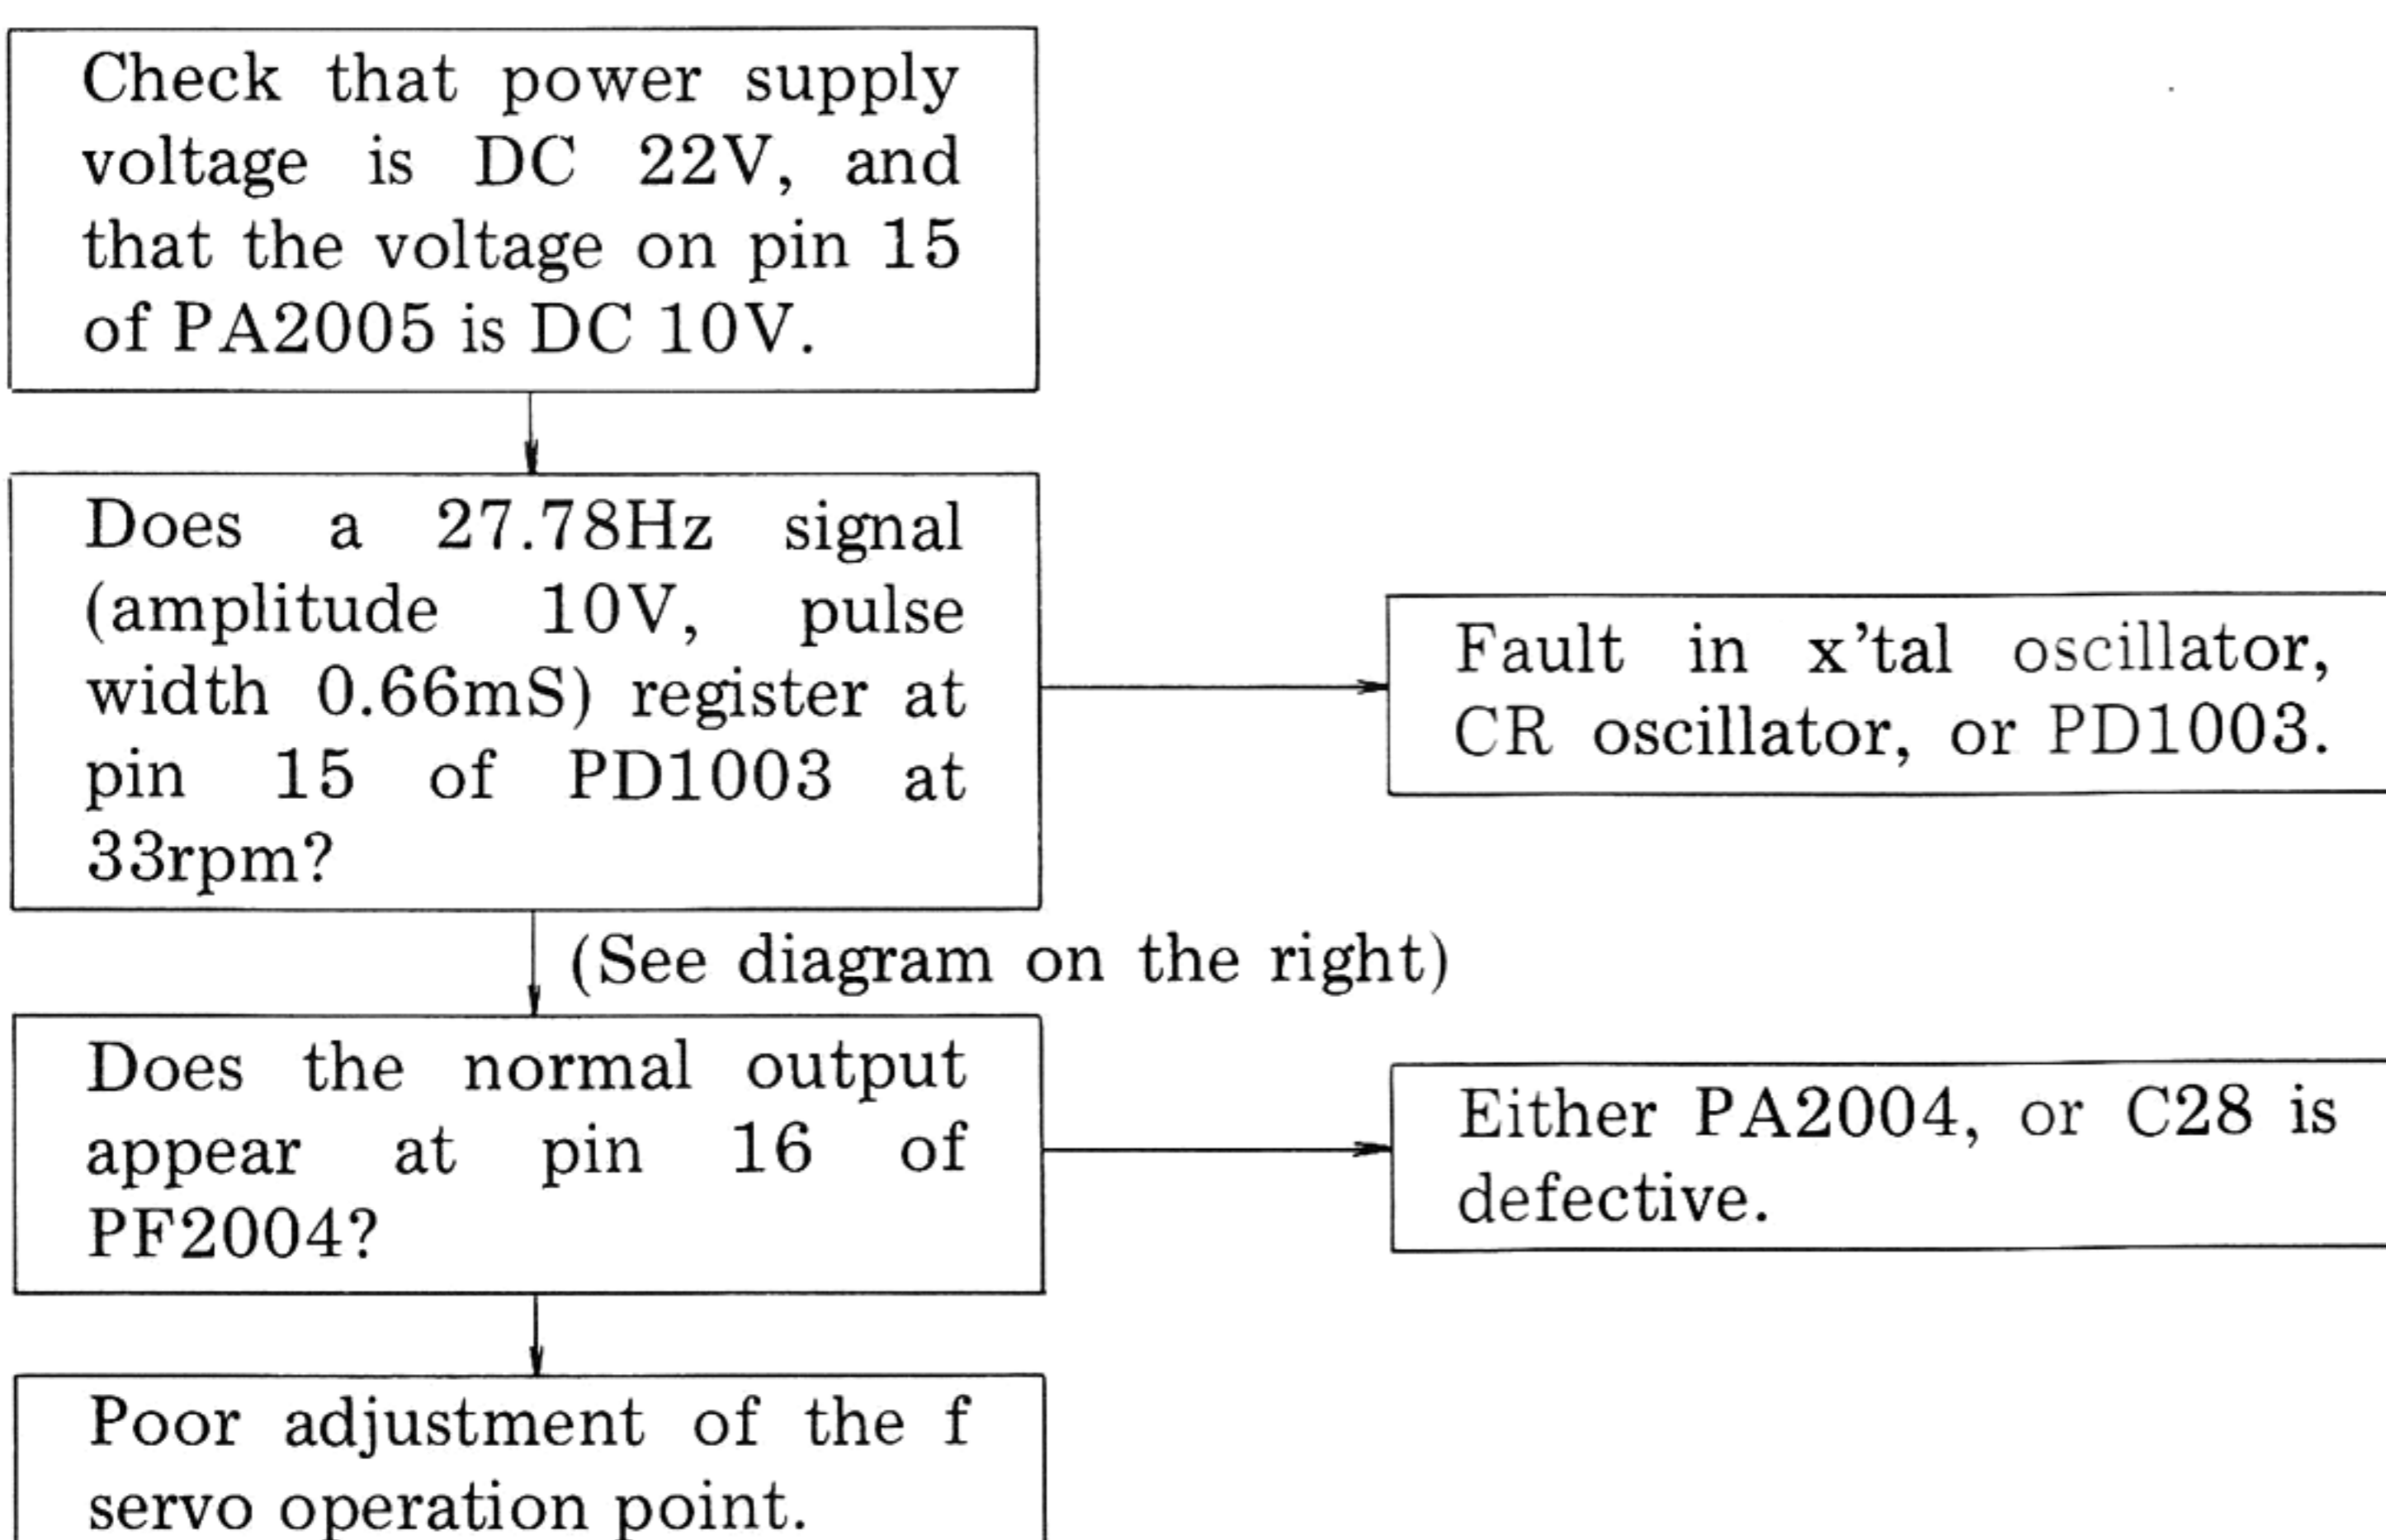 Check that power supply
voltage is DC 22V, and
that the voltage on pin 15
of PA2005 is DC 10V.
Does a 27.78Hz signal
(amplitude 10V, pulse
width 0.66mS) register at
pin 15 of PD1003 at
33rpm?
Fault in x'tal oscillator,
CR oscillator, or PD1003.
(See diagram on the right)
Does the normal output
appear at pin 16 of
PF2004?
Either PA2004, or C28 is
defective.
Poor adjustment of the f
servo operation point.